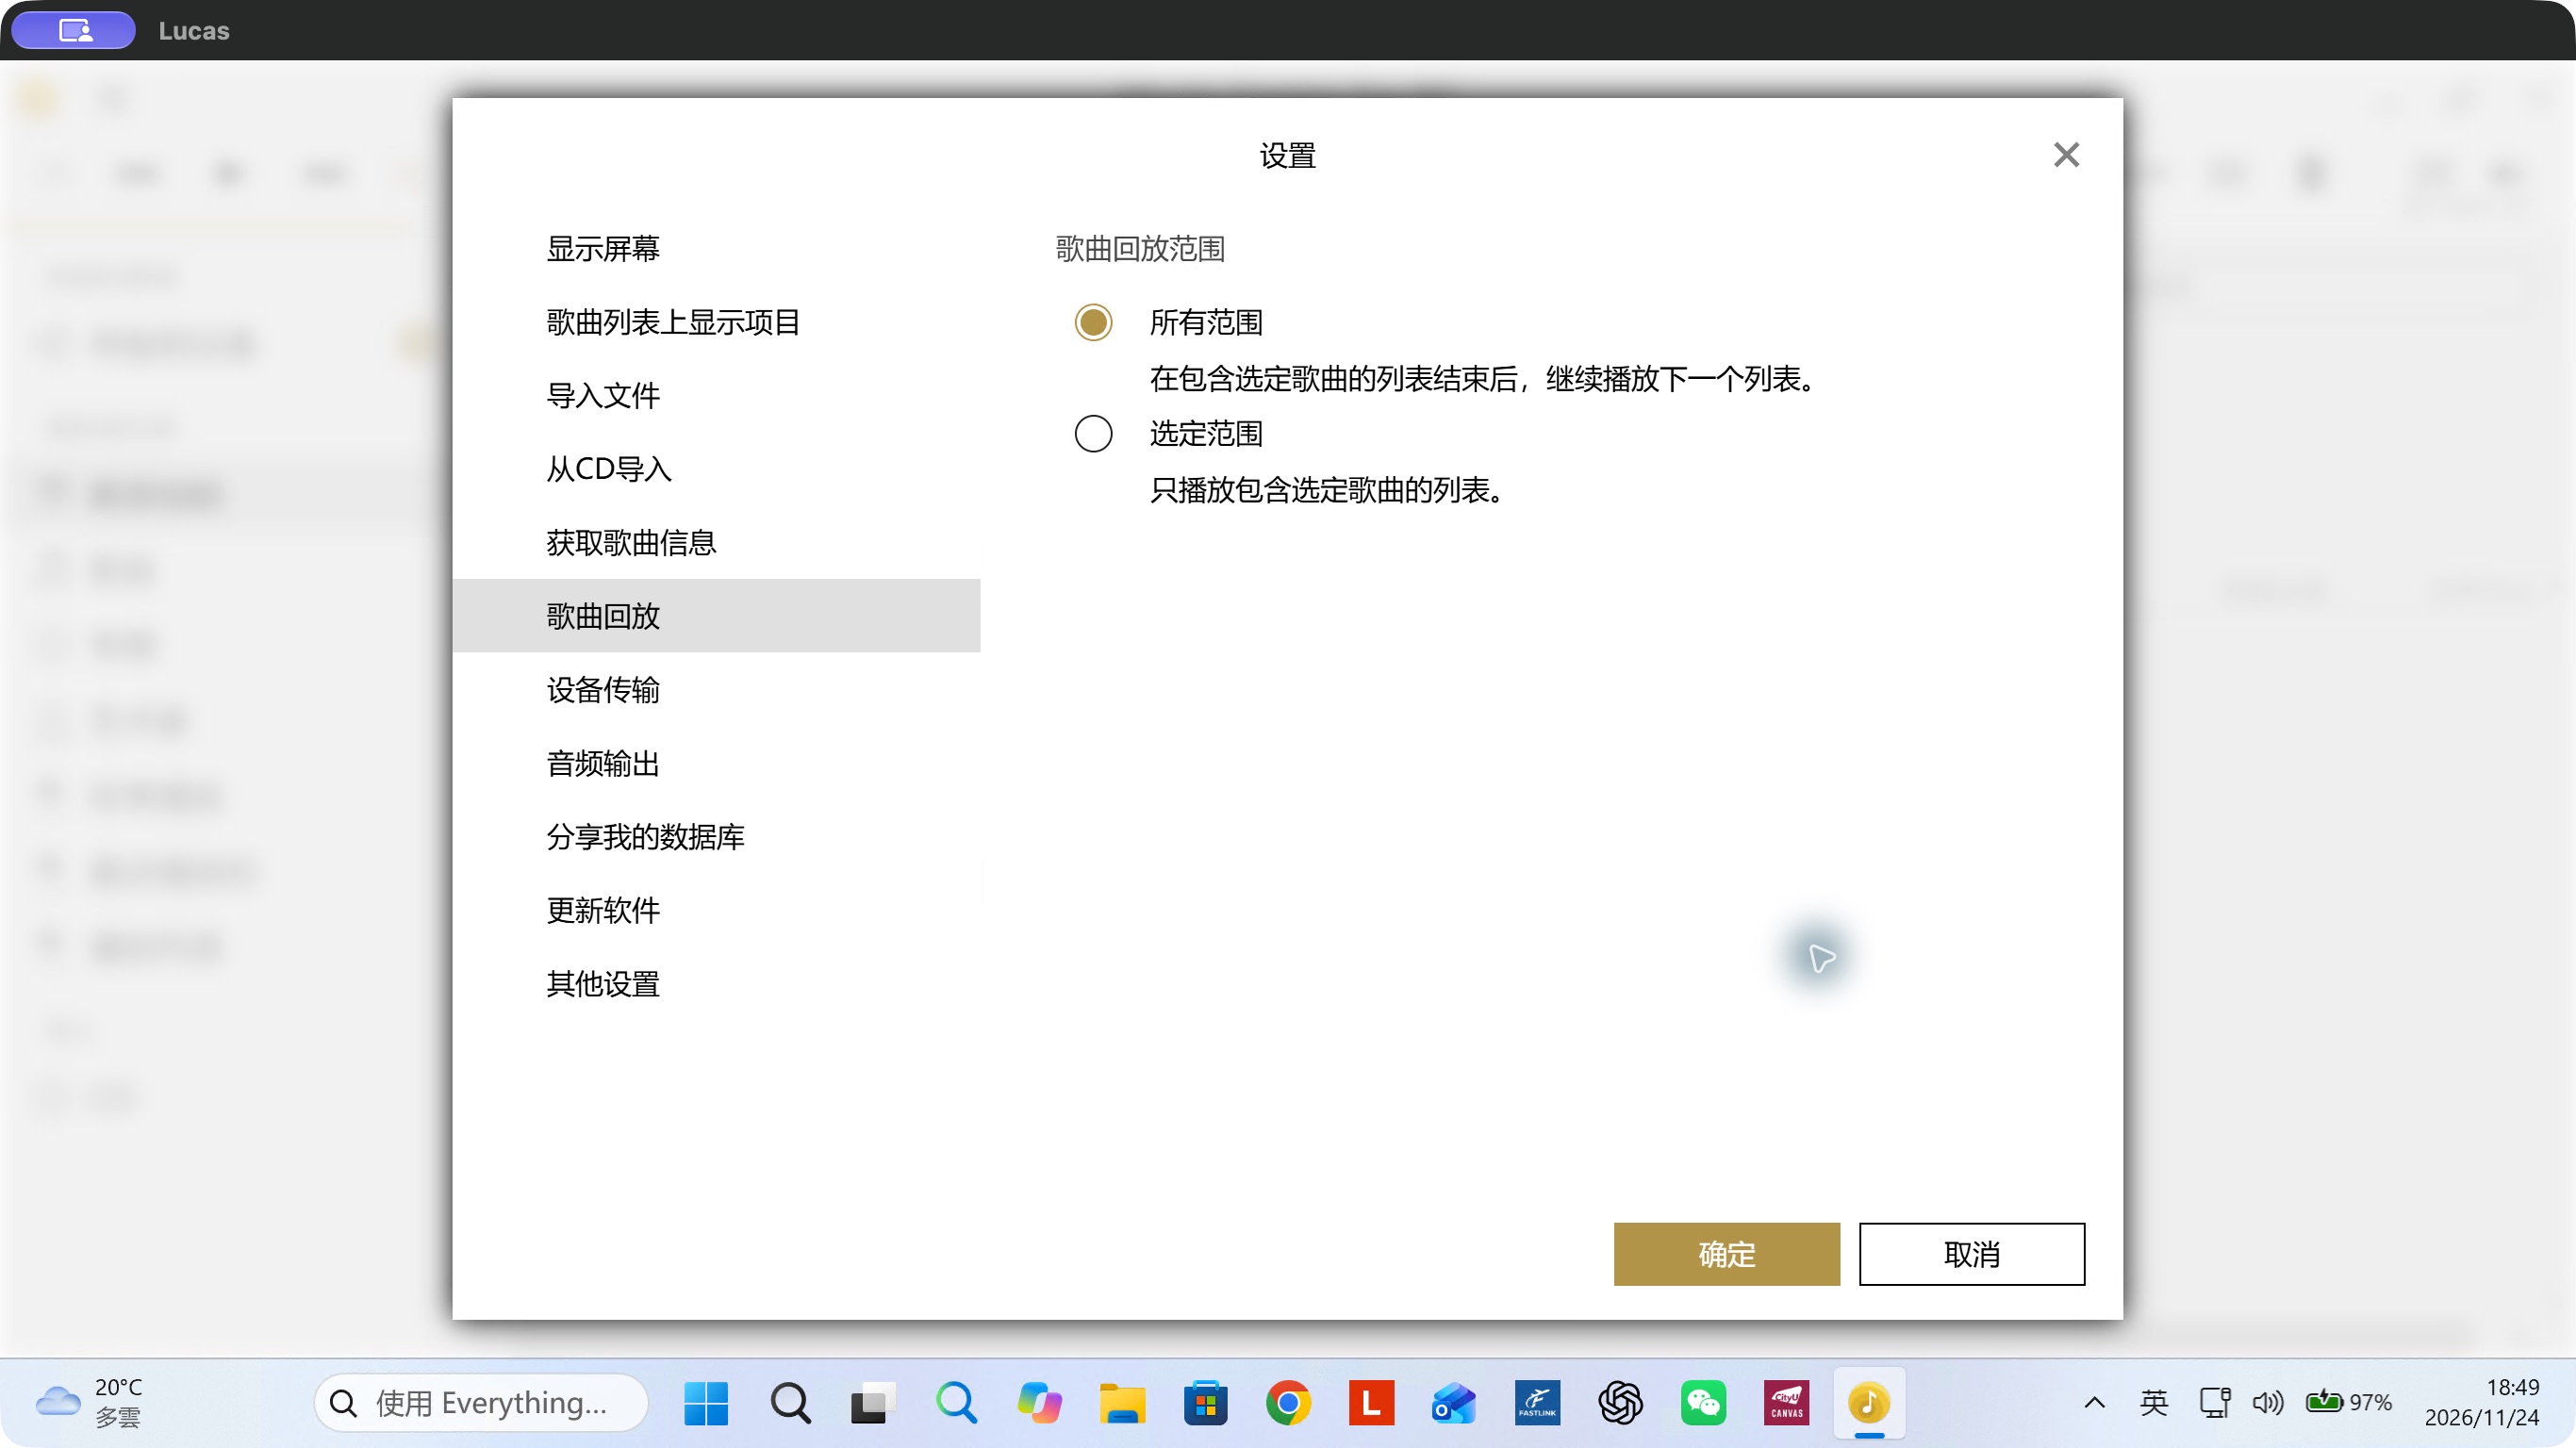 Lucas
设置
显示屏幕
歌曲列表上显示项目
导入文件
从CD导入
获取歌曲信息
歌曲回放
设备传输
音频输出
分享我的数据库
更新软件
其他设置
歌曲回放范围
所有范围
在包含选定歌曲的列表结束后，继续播放下一个列表。
选定范围
只播放包含选定歌曲的列表。
确定
取消
20°C
多雲
使用 Everything...
L
FASTLINK
CityU
CANVAS
英
97%
18:49
2026/11/24